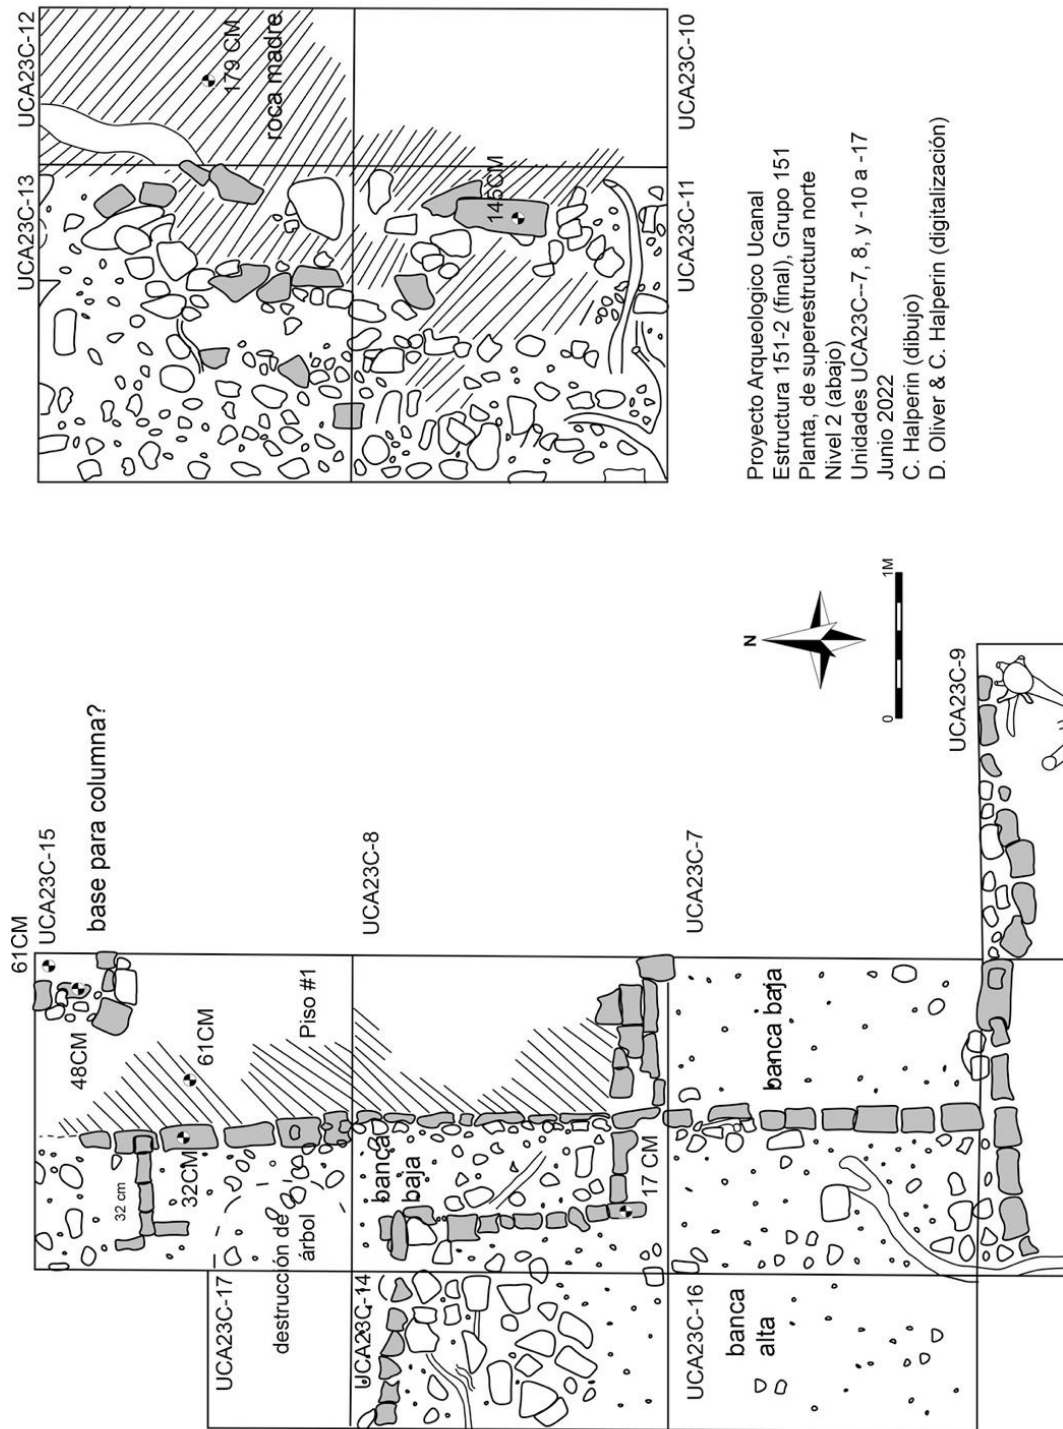 UCA23C-12
UCA23C-10
179 CM
roca madre
UCA23C-13
UCA23C-11
145CM
Proyecto Arqueologico Ucanal
Estructura 151-2 (final), Grupo 151
Planta, de superestructura norte
Nivel 2 (abajo)
Unidades UCA23C--7, 8, y -10 a -17
Junio 2022
C. Halperin (dibujo)
D. Oliver & C. Halperin (digitalización)
N
0
1M
UCA23C-9
61CM
UCA23C-15
base para columna?
UCA23C-8
UCA23C-7
48CM
61CM
Piso #1
banca baja
32 cm
32CM
banca
baja
17 CM
destrucción de
árbol
UCA23C-17
UCA23C-14
UCA23C-16
banca
alta